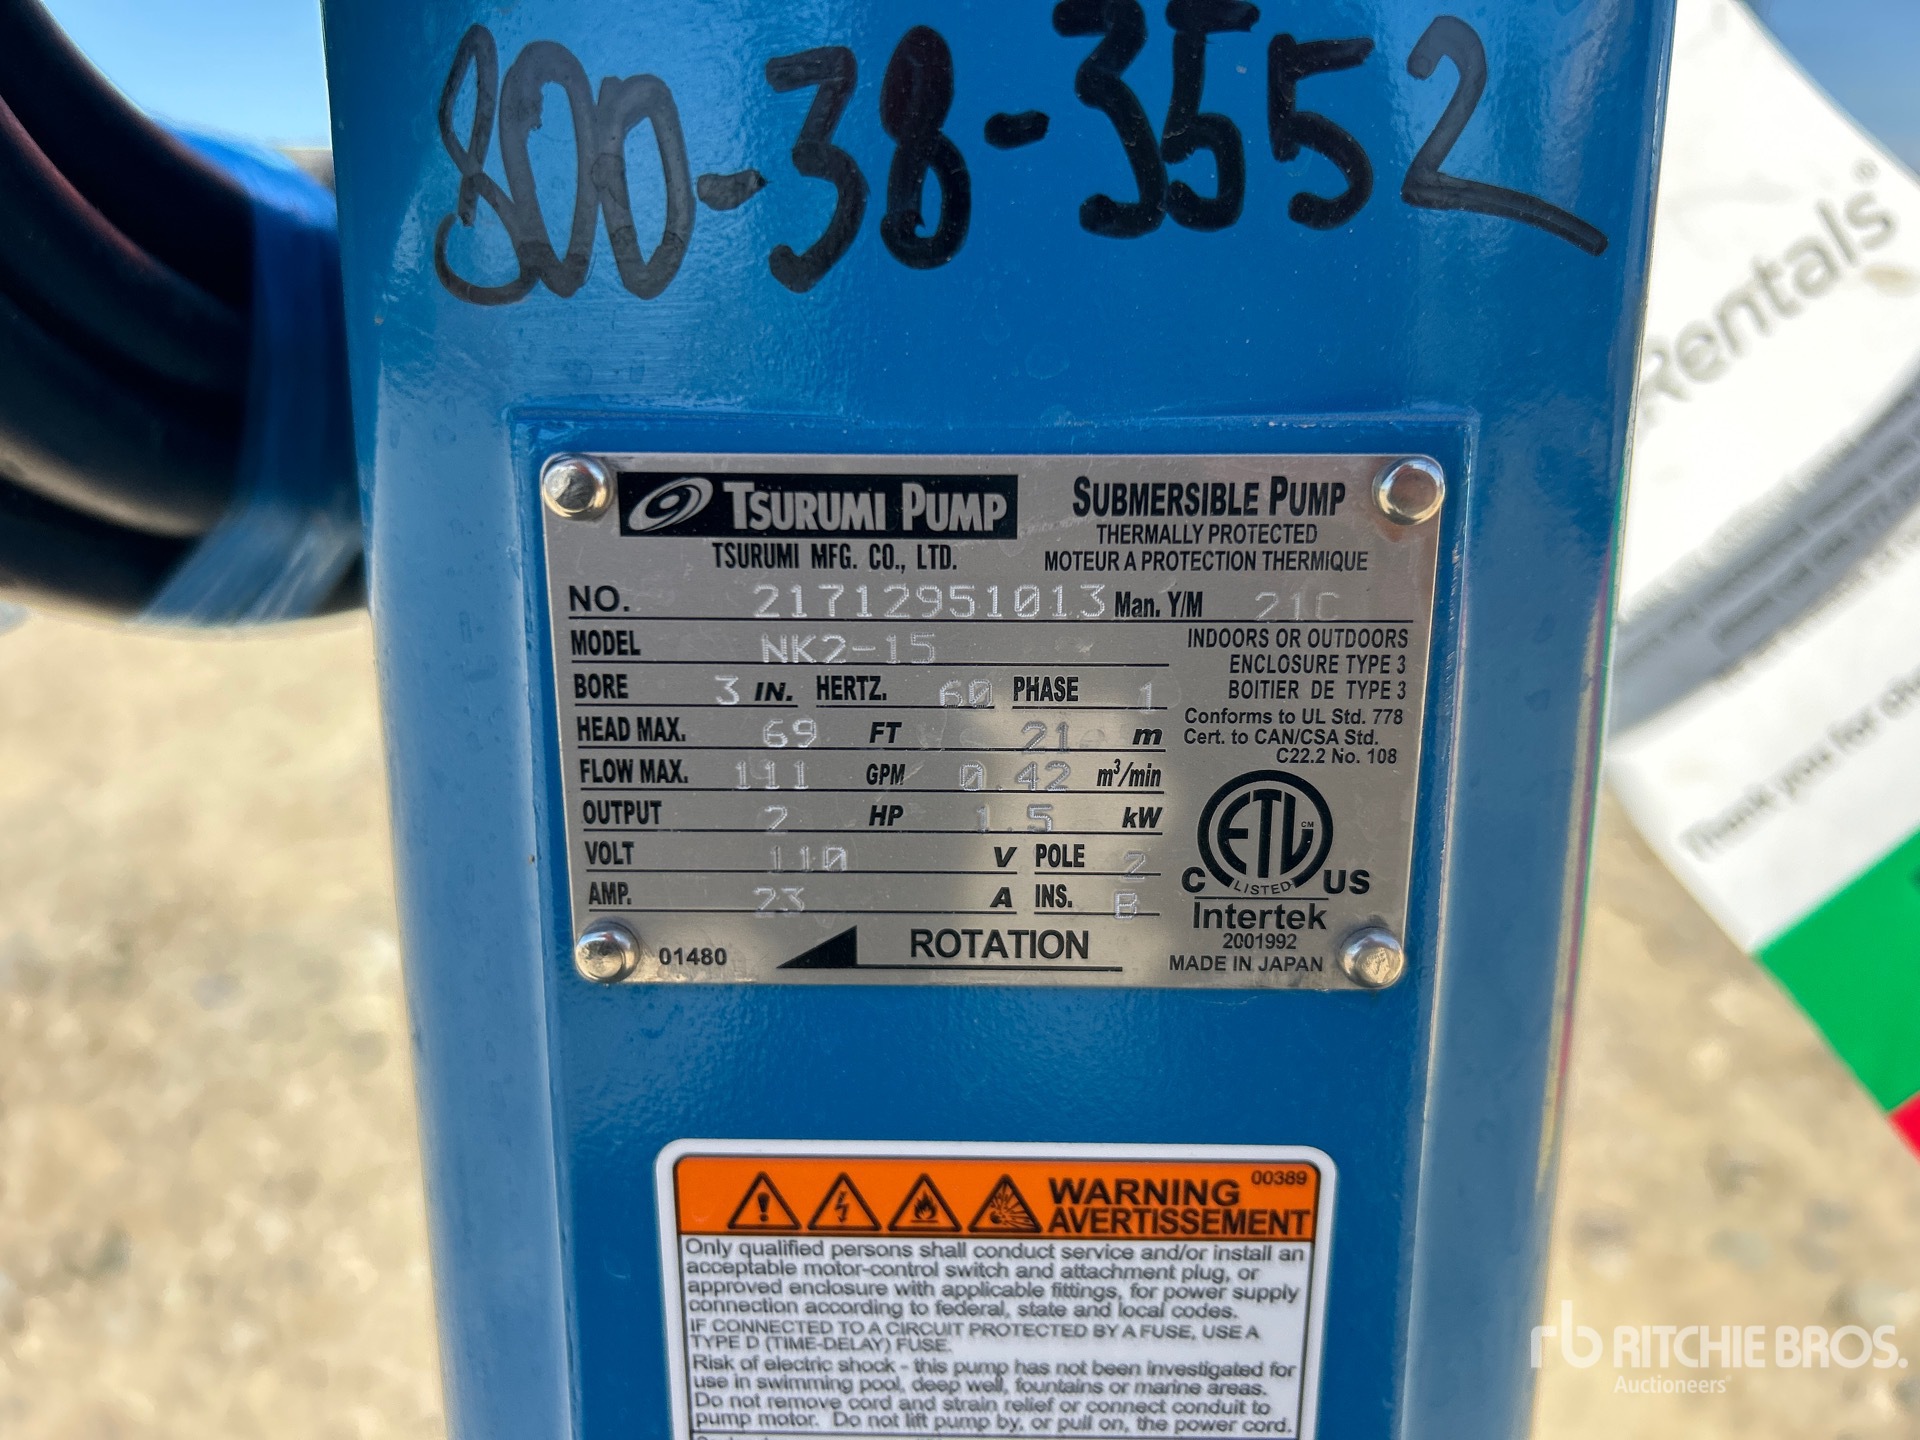 800-38-3552
Rentals®
TSURUMI PUMP
TSURUMI MFG. CO., LTD.
SUBMERSIBLE PUMP
THERMALLY PROTECTED
MOTEUR A PROTECTION THERMIQUE
NO. 21712951013 Man. Y/M 21C
MODEL NK2-15
BORE 3 IN. HERTZ. 60 PHASE 1
HEAD MAX. 69 FT 21 m
FLOW MAX. 111 GPM 0.42 m³/min
OUTPUT 2 HP 1.5 kW
VOLT 110 V POLE 2
AMP. 23 A INS. B
INDOORS OR OUTDOORS
ENCLOSURE TYPE 3
BOITIER DE TYPE 3
Conforms to UL Std. 778
Cert. to CAN/CSA Std.
C22.2 No. 108
ETL CM
LISTED
C US
Intertek
2001992
MADE IN JAPAN
01480 ROTATION
Thank you for
WARNING 00389
AVERTISSEMENT
Only qualified persons shall conduct service and/or install an
acceptable motor-control switch and attachment plug, or
approved enclosure with applicable fittings, for power supply
connection according to federal, state and local codes.
IF CONNECTED TO A CIRCUIT PROTECTED BY A FUSE, USE A
TYPE D (TIME-DELAY) FUSE.
Risk of electric shock - this pump has not been investigated for
use in swimming pool, deep well, fountains or marine areas.
Do not remove cord and strain relief or connect conduit to
pump motor. Do not lift pump by, or pull on, the power cord.
rb RITCHIE BROS.
Auctioneers